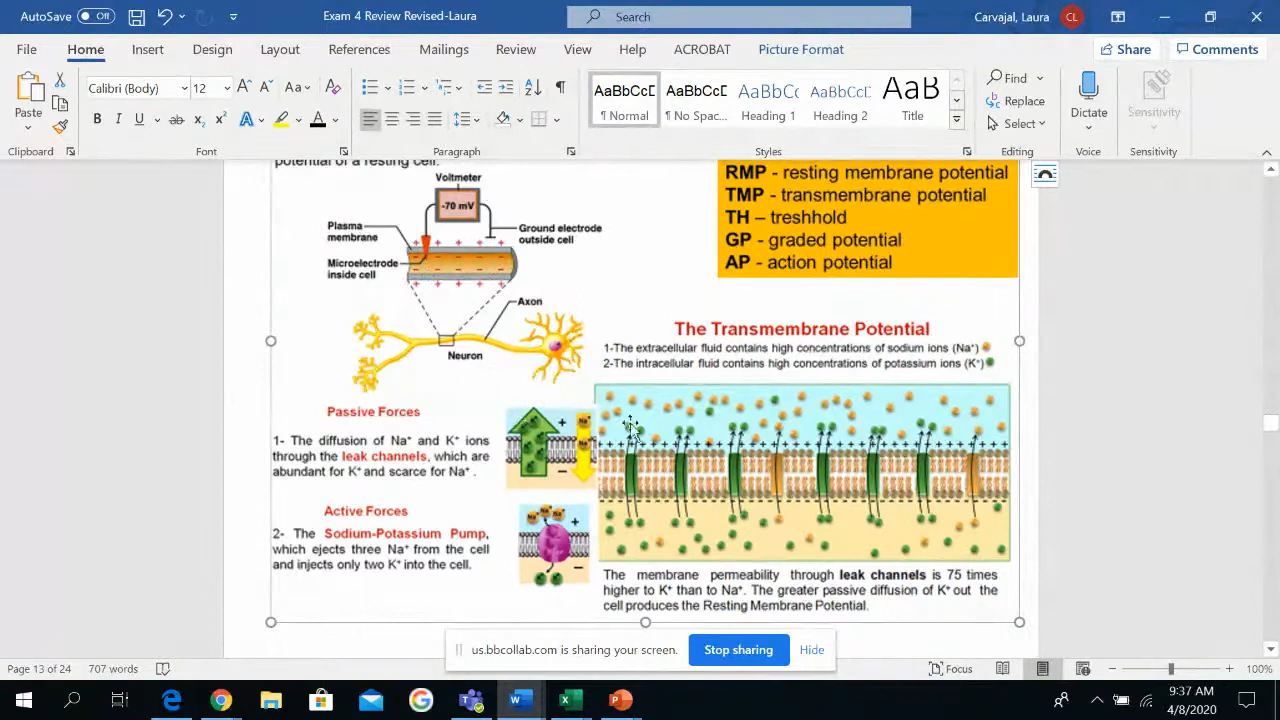 AutoSave Off Exam 4 Review Revised-Laura Search Carvajal, Laura CL
File Home Insert Design Layout References Mailings Review View Help ACROBAT Picture Format Share Comments
Paste Calibri (Body) 12 Aa AaBbCcD AaBbCcD AaBbCc AaBbCcD AaB Find Dictate Sensitivity
B I U ab x₂ x² A A ¶ Normal ¶ No Spac... Heading 1 Heading 2 Title Replace Select
Clipboard Font Paragraph Styles Editing Voice Sensitivity
potential of a resting cell.
Voltmeter
-70 mV
Plasma membrane
Ground electrode outside cell
Microelectrode inside cell
Axon
Neuron
RMP - resting membrane potential
TMP - transmembrane potential
TH – treshhold
GP - graded potential
AP - action potential
The Transmembrane Potential
1-The extracellular fluid contains high concentrations of sodium ions (Na⁺)
2-The intracellular fluid contains high concentrations of potassium ions (K⁺)
Passive Forces
1- The diffusion of Na⁺ and K⁺ ions
through the leak channels, which are
abundant for K⁺ and scarce for Na⁺ .
Active Forces
2- The Sodium-Potassium Pump,
which ejects three Na⁺ from the cell
and injects only two K⁺ into the cell.
The membrane permeability through leak channels is 75 times
higher to K⁺ than to Na⁺. The greater passive diffusion of K⁺ out the
cell produces the Resting Membrane Potential.
us.bbcollab.com is sharing your screen. Stop sharing Hide
Page 13 of 24 707 words Focus 100%
9:37 AM
4/8/2020